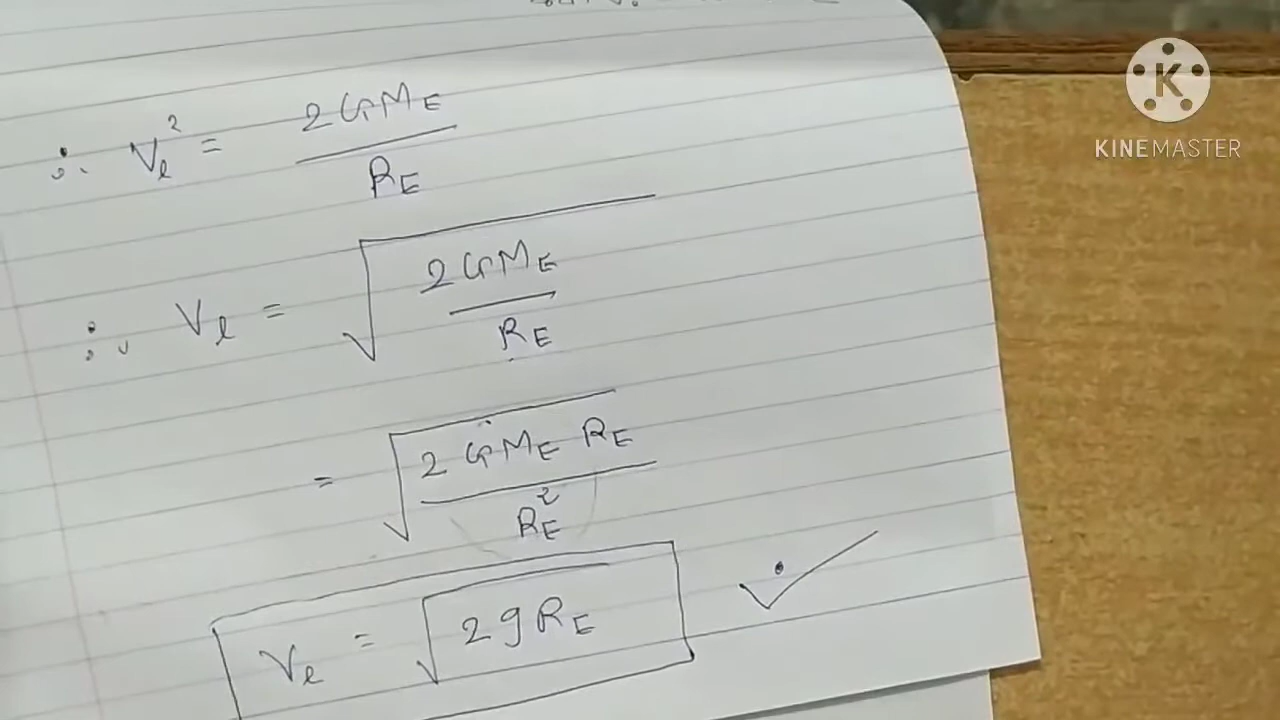 K
KINEMASTER
∴ Ve² = 2GME / RE
∴ Ve = √(2GME / RE)
= √(2GME RE / RE²)
Ve = √(2gRE)